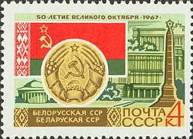 50-ЛЕТИЕ ВЕЛИКОГО ОКТЯБРЯ•1967•
БЕЛОРУССКАЯ ССР
БЕЛАРУСКАЯ ССР
ПОЧТА
СССР
4